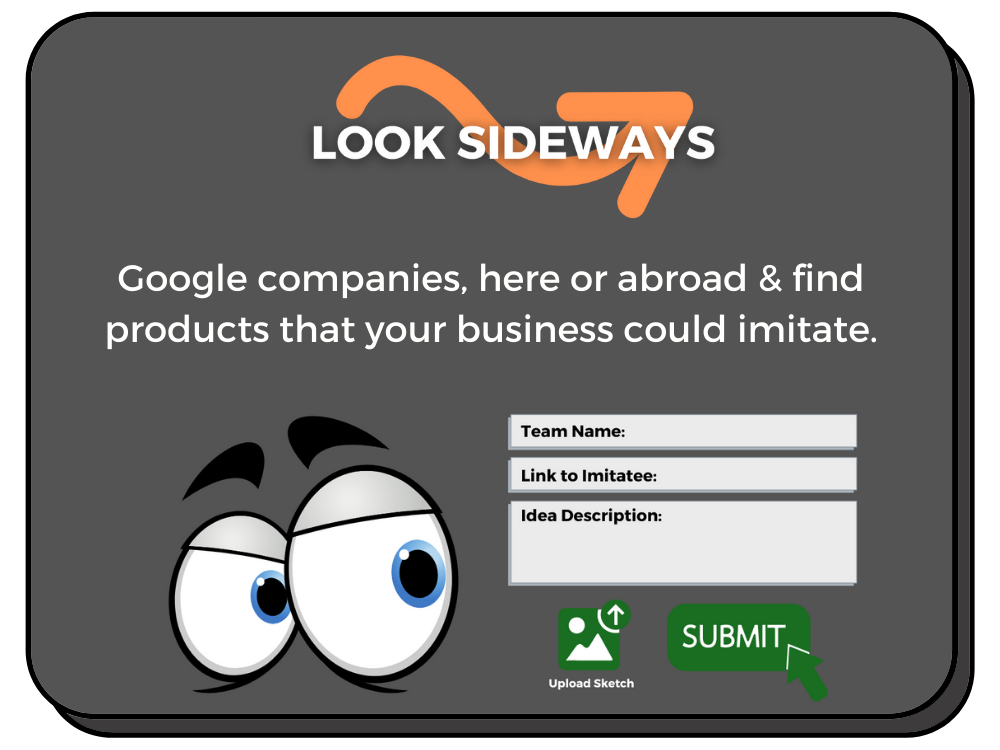 LOOK SIDEWAYS
Google companies, here or abroad & find
products that your business could imitate.
Team Name:
Link to Imitatee:
Idea Description:
Upload Sketch
SUBMIT